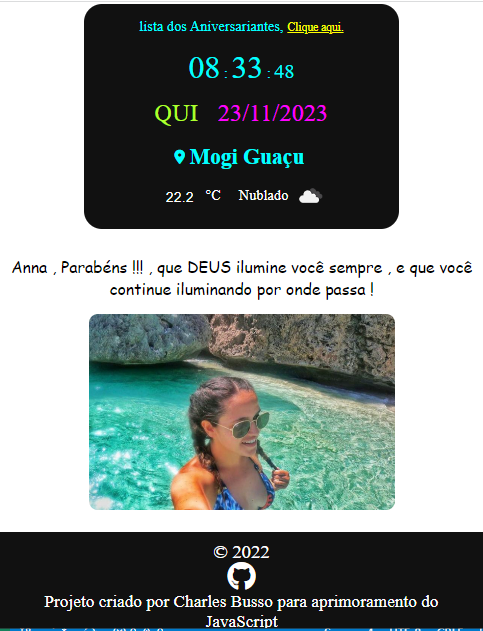 lista dos Aniversariantes, Clique aqui.
08 : 33 : 48
QUI 23/11/2023
Mogi Guaçu
22.2 °C Nublado
Anna , Parabéns !!! , que DEUS ilumine você sempre , e que você
continue iluminando por onde passa !
© 2022
Projeto criado por Charles Busso para aprimoramento do
JavaScript